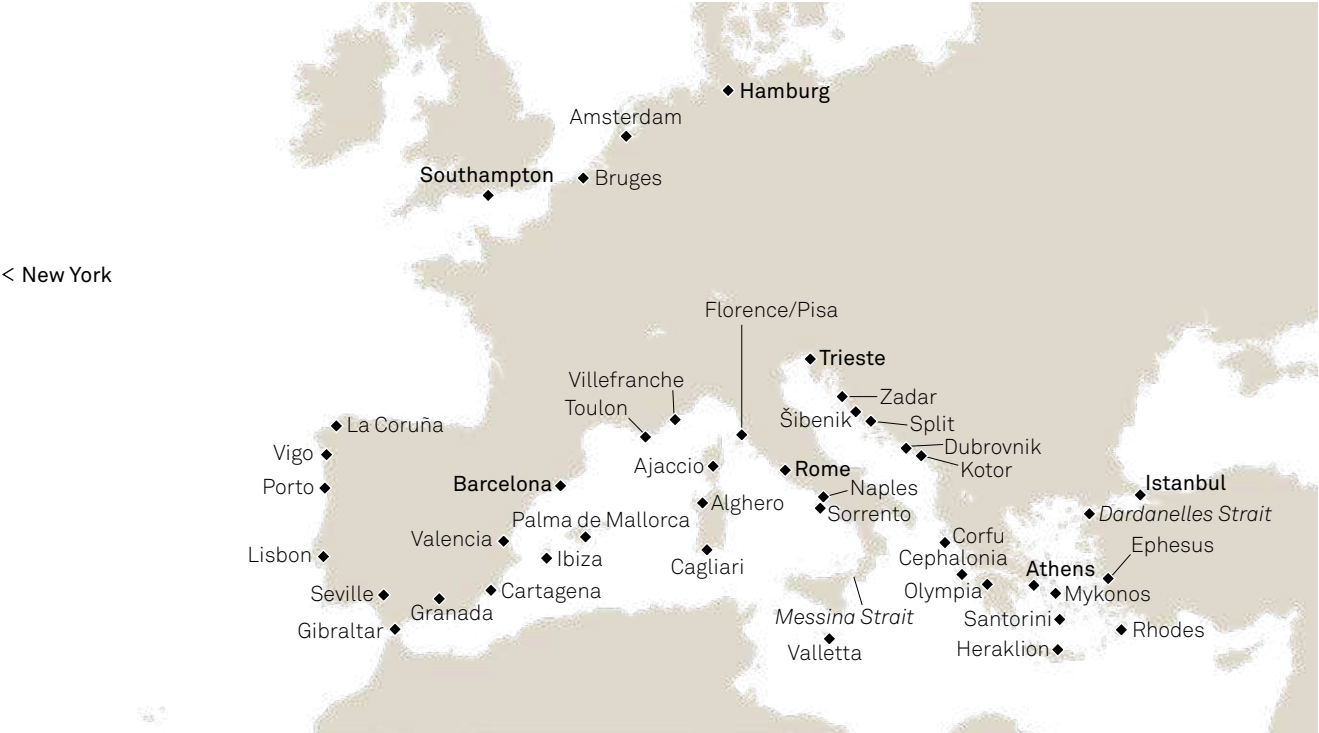 Hamburg
Amsterdam
Southampton
Bruges
< New York
Florence/Pisa
Trieste
Villefranche
Zadar
Toulon
Šibenik
Split
La Coruña
Dubrovnik
Vigo
Ajaccio
Rome
Kotor
Barcelona
Istanbul
Porto
Naples
Alghero
Sorrento
Dardanelles Strait
Palma de Mallorca
Valencia
Corfu
Ephesus
Lisbon
Ibiza
Cephalonia
Cagliari
Athens
Seville
Cartagena
Olympia
Mykonos
Granada
Messina Strait
Santorini
Gibraltar
Rhodes
Valletta
Heraklion